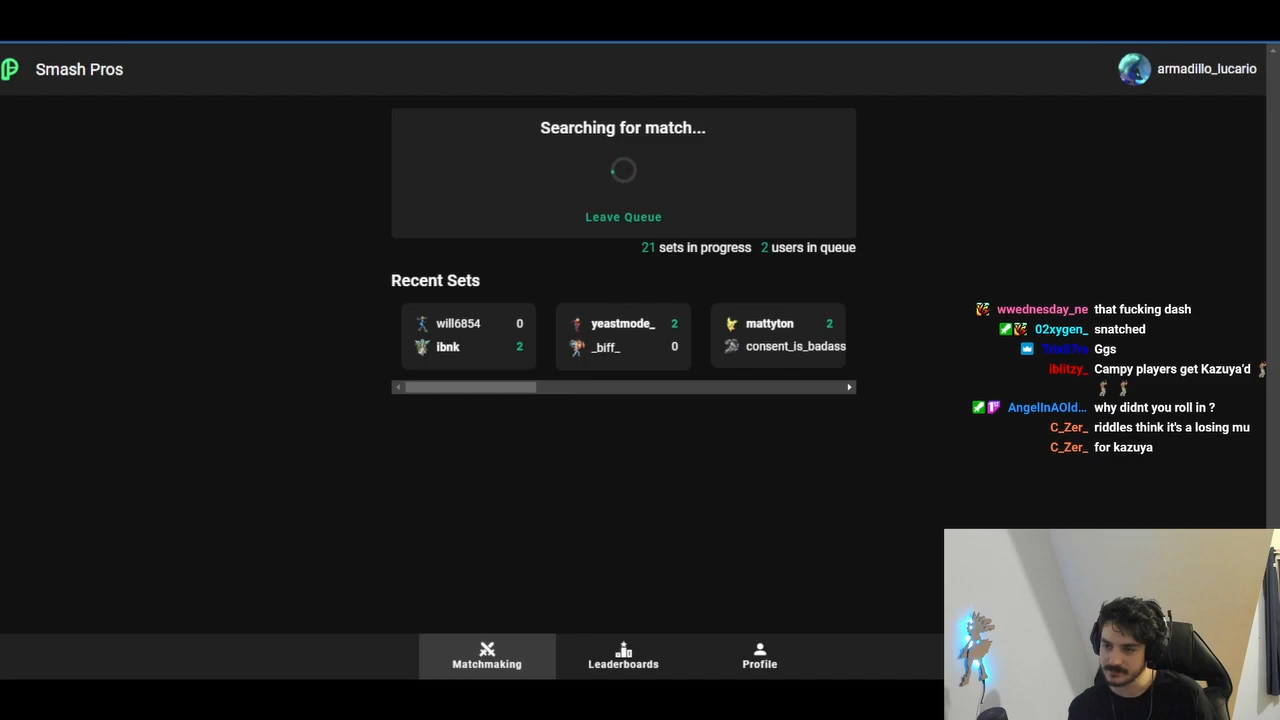 Smash Pros
armadillo_lucario
Searching for match...
Leave Queue
21 sets in progress 2 users in queue
Recent Sets
will6854 0
ibnk 2
yeastmode_ 2
_biff_ 0
mattyton 2
consent_is_badass
wwednesday_ne that fucking dash
02xygen_ snatched
Ggs
iblitzy_ Campy players get Kazuya'd
AngelInAOld... why didnt you roll in ?
C_Zer_ riddles think it's a losing mu
C_Zer_ for kazuya
Matchmaking
Leaderboards
Profile